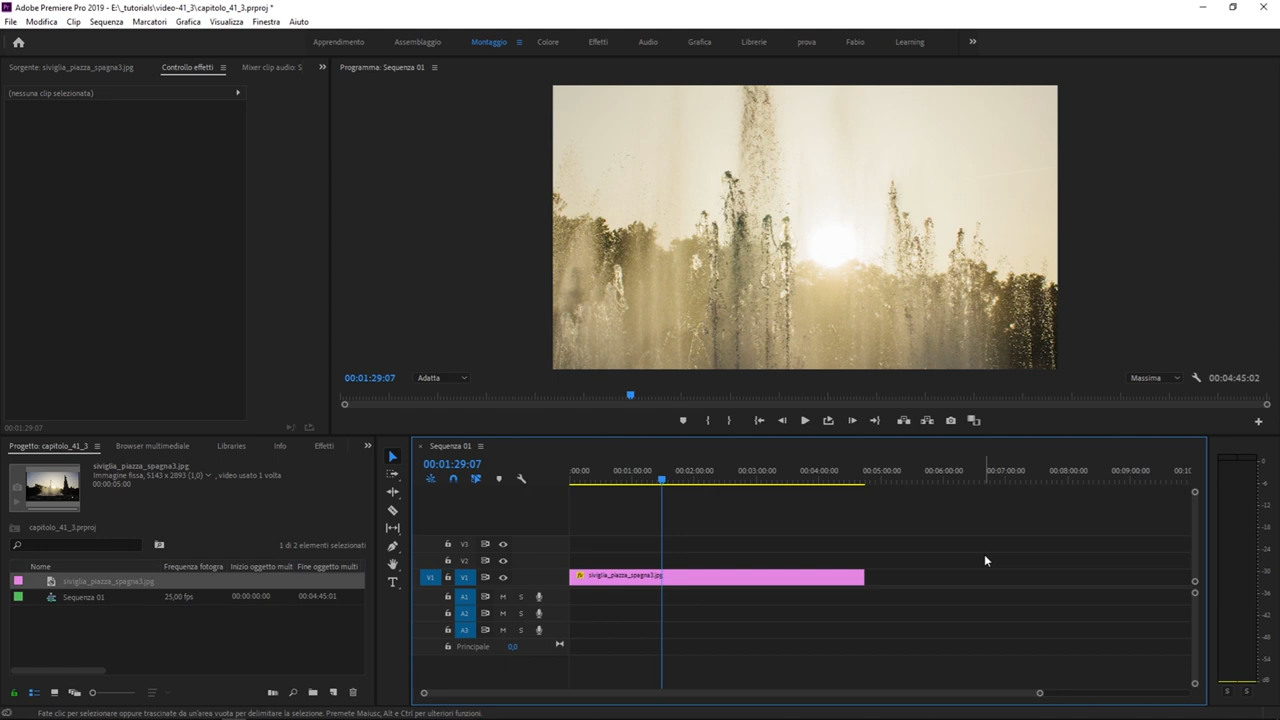 Adobe Premiere Pro 2019 - E:\_tutorials\video-41_3\capitolo_41_3.prproj *
File Modifica Clip Sequenza Marcatori Grafica Visualizza Finestra Aiuto
Apprendimento Assemblaggio Montaggio Colore Effetti Audio Grafica Librerie prova Fabio Learning
Sorgente: siviglia_piazza_spagna3.jpg Controllo effetti Mixer clip audio: S
Programma: Sequenza 01
(nessuna clip selezionata)
00:01:29:07 Adatta Massima 00:04:45:02
00:01:29:07
Progetto: capitolo_41_3 Browser multimediale Libraries Info Effetti
siviglia_piazza_spagna3.jpg
Immagine fissa, 5143 x 2893 (1,0) , video usato 1 volta
00:00:05:00
capitolo_41_3.prproj
1 di 2 elementi selezionati
Nome Frequenza fotogra Inizio oggetto mult Fine oggetto multi
siviglia_piazza_spagna3.jpg
Sequenza 01 25,00 fps 00:00:00:00 00:04:45:01
Sequenza 01
00:01:29:07
:00:00 00:01:00:00 00:02:00:00 00:03:00:00 00:04:00:00 00:05:00:00 00:06:00:00 00:07:00:00 00:08:00:00 00:09:00:00 00:10
V3
V2
V1 V1 siviglia_piazza_spagna3.jpg
A1 M S
A2 M S
A3 M S
Principale 0,0
0
-6
-36
-42
-48
-54
dB
S S
Fate clic per selezionare oppure trascinate da un'area vuota per delimitare la selezione. Premete Maiusc, Alt e Ctrl per ulteriori funzioni.